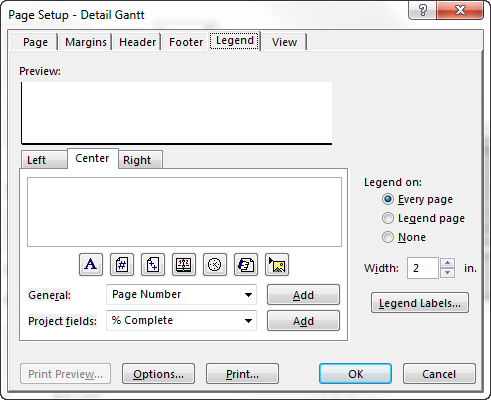 Page Setup - Detail Gantt
?
Page Margins Header Footer Legend View
Preview:
Left Center Right
Legend on:
Every page
Legend page
None
A #
Width: 2 in.
General: Page Number Add
Legend Labels...
Project fields: % Complete Add
Print Preview... Options... Print... OK Cancel